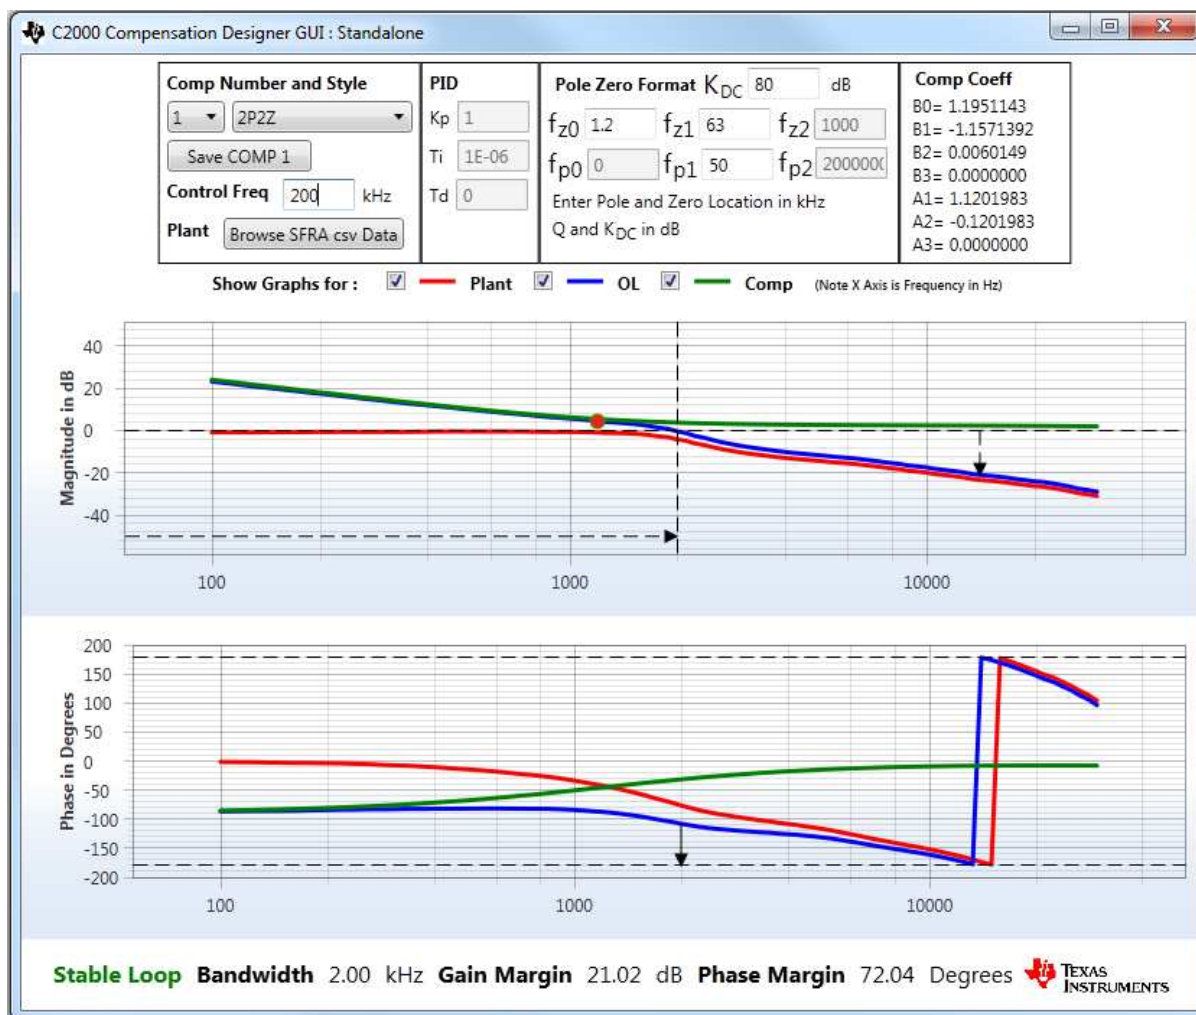 C2000 Compensation Designer GUI : Standalone
Comp Number and Style
1 2P2Z
Save COMP 1
Control Freq 200 kHz
Plant Browse SFRA csv Data
PID
Kp 1
Ti 1E-06
Td 0
Pole Zero Format KDC 80 dB
fz0 1.2 fz1 63 fz2 1000
fp0 0 fp1 50 fp2 2000000
Enter Pole and Zero Location in kHz
Q and KDC in dB
Comp Coeff
B0= 1.1951143
B1= -1.1571392
B2= 0.0060149
B3= 0.0000000
A1= 1.1201983
A2= -0.1201983
A3= 0.0000000
Show Graphs for : Plant OL Comp (Note X Axis is Frequency in Hz)
Magnitude in dB
40
20
0
-20
-40
100 1000 10000
Phase in Degrees
200
150
100
50
0
-50
-100
-150
-200
100 1000 10000
Stable Loop Bandwidth 2.00 kHz Gain Margin 21.02 dB Phase Margin 72.04 Degrees
TEXAS
INSTRUMENTS